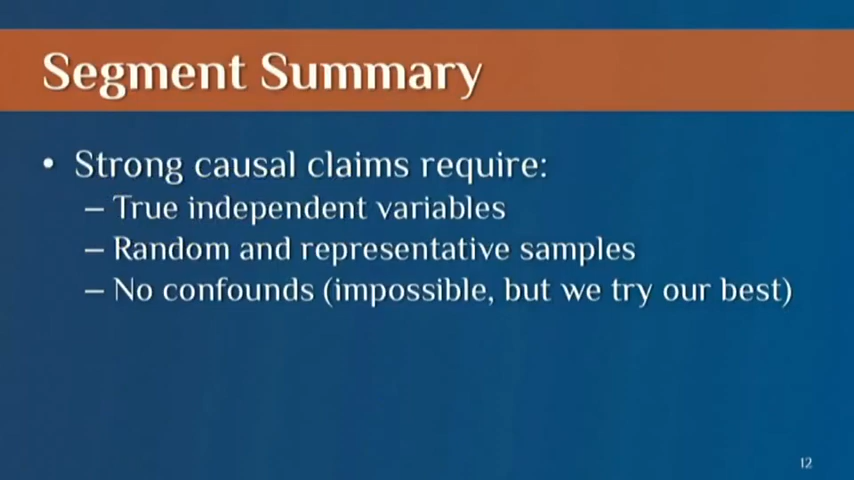 Segment Summary
• Strong causal claims require:
– True independent variables
– Random and representative samples
– No confounds (impossible, but we try our best)
12